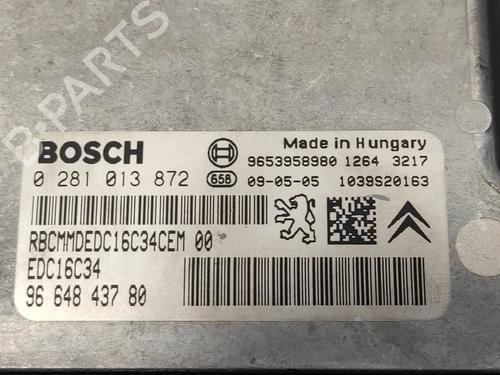 BOSCH
Made in Hungary
9653958980 1264 3217
0 281 013 872 658 09-05-05 1039S20163
RBCMMDEDC16C34CEM 00
EDC16C34
96 648 437 80
B-PARTS